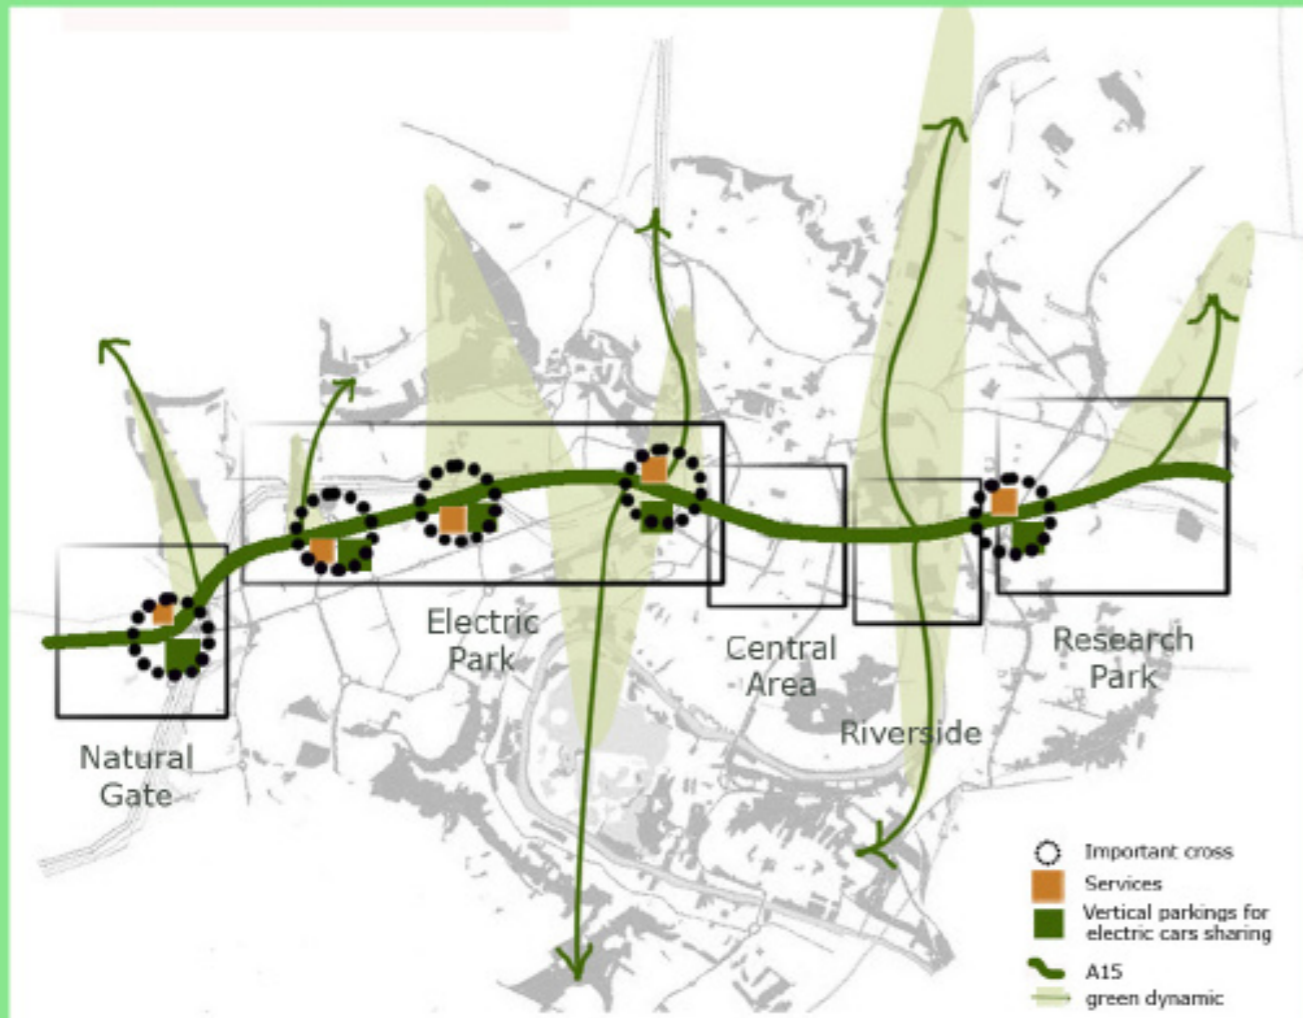 Electric
Park
Central
Area
Research
Park
Riverside
Natural
Gate
Important cross
Services
Vertical parkings for
electric cars sharing
A15
green dynamic